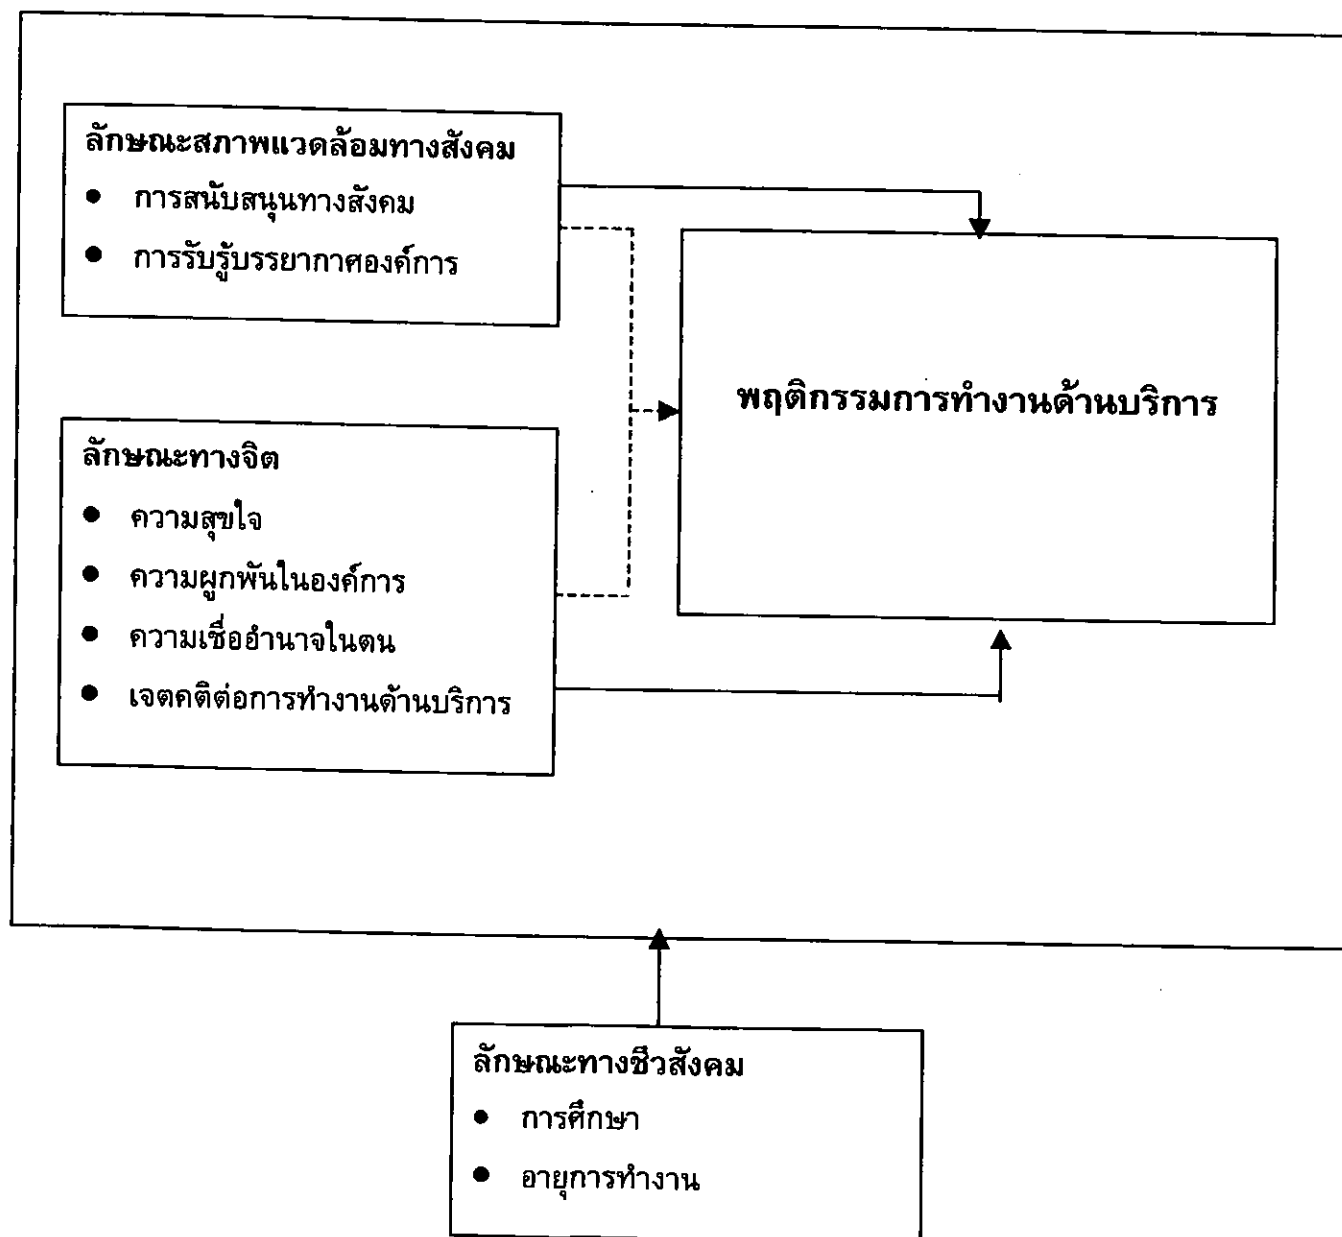 ลักษณะสภาพแวดล้อมทางสังคม
● การสนับสนุนทางสังคม
● การรับรู้บรรยากาศองค์การ
พฤติกรรมการทำงานด้านบริการ
ลักษณะทางจิต
● ความสุขใจ
● ความผูกพันในองค์การ
● ความเชื่ออำนาจในตน
● เจตคติต่อการทำงานด้านบริการ
ลักษณะทางชีวสังคม
● การศึกษา
● อายุการทำงาน